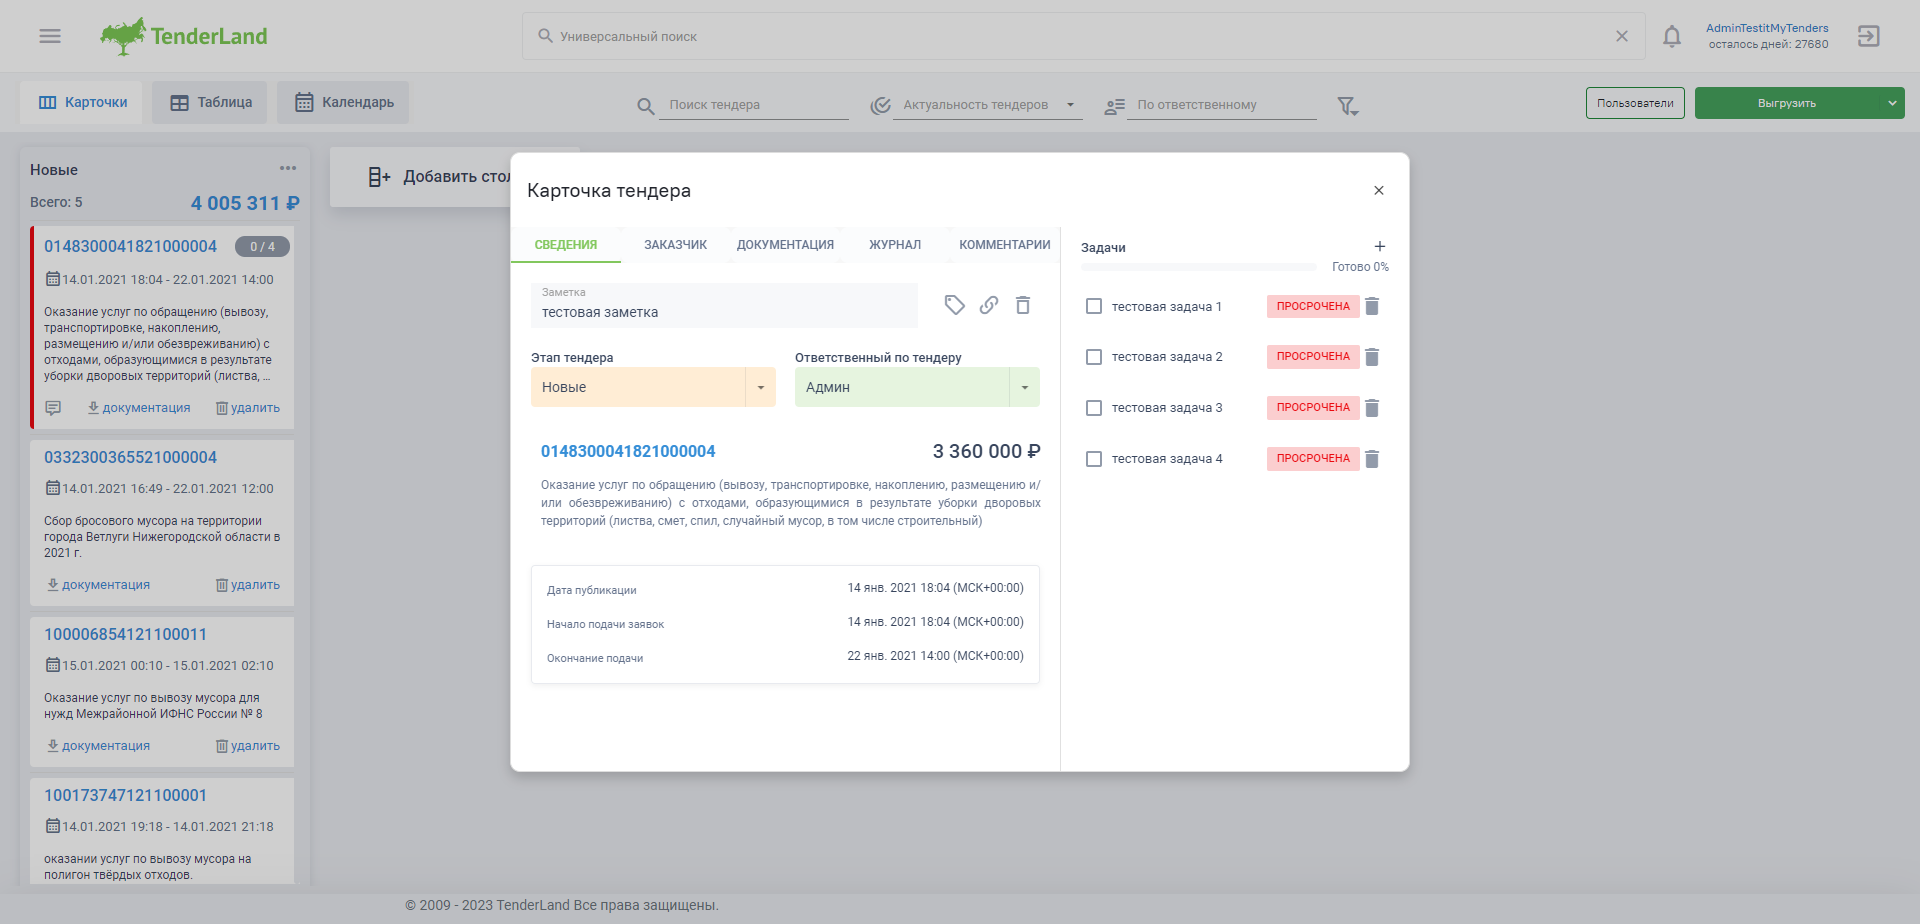 TenderLand
Универсальный поиск
AdminTestitMyTenders
осталось дней: 27680
Карточки
Таблица
Календарь
Поиск тендера
Актуальность тендеров
По ответственному
Пользователи
Выгрузить
Новые
Всего: 5
4 005 311 ₽
0148300041821000004
0 / 4
14.01.2021 18:04 - 22.01.2021 14:00
Оказание услуг по обращению (вывозу,
транспортировке, накоплению,
размещению и/или обезвреживанию) с
отходами, образующимися в результате
уборки дворовых территорий (листва, ...
документация
удалить
0332300365521000004
14.01.2021 16:49 - 22.01.2021 12:00
Сбор бросового мусора на территории
города Ветлуги Нижегородской области в
2021 г.
документация
удалить
100006854121100011
15.01.2021 00:10 - 15.01.2021 02:10
Оказание услуг по вывозу мусора для
нужд Межрайонной ИФНС России № 8
документация
удалить
100173747121100001
14.01.2021 19:18 - 14.01.2021 21:18
оказании услуг по вывозу мусора на
полигон твёрдых отходов.
Добавить стол
Карточка тендера
СВЕДЕНИЯ
ЗАКАЗЧИК
ДОКУМЕНТАЦИЯ
ЖУРНАЛ
КОММЕНТАРИИ
Заметка
тестовая заметка
Этап тендера
Ответственный по тендеру
Новые
Админ
0148300041821000004
3 360 000 ₽
Оказание услуг по обращению (вывозу, транспортировке, накоплению, размещению и/
или обезвреживанию) с отходами, образующимися в результате уборки дворовых
территорий (листва, смет, спил, случайный мусор, в том числе строительный)
Дата публикации
14 янв. 2021 18:04 (МСК+00:00)
Начало подачи заявок
14 янв. 2021 18:04 (МСК+00:00)
Окончание подачи
22 янв. 2021 14:00 (МСК+00:00)
Задачи
Готово 0%
тестовая задача 1
ПРОСРОЧЕНА
тестовая задача 2
ПРОСРОЧЕНА
тестовая задача 3
ПРОСРОЧЕНА
тестовая задача 4
ПРОСРОЧЕНА
© 2009 - 2023 TenderLand Все права защищены.